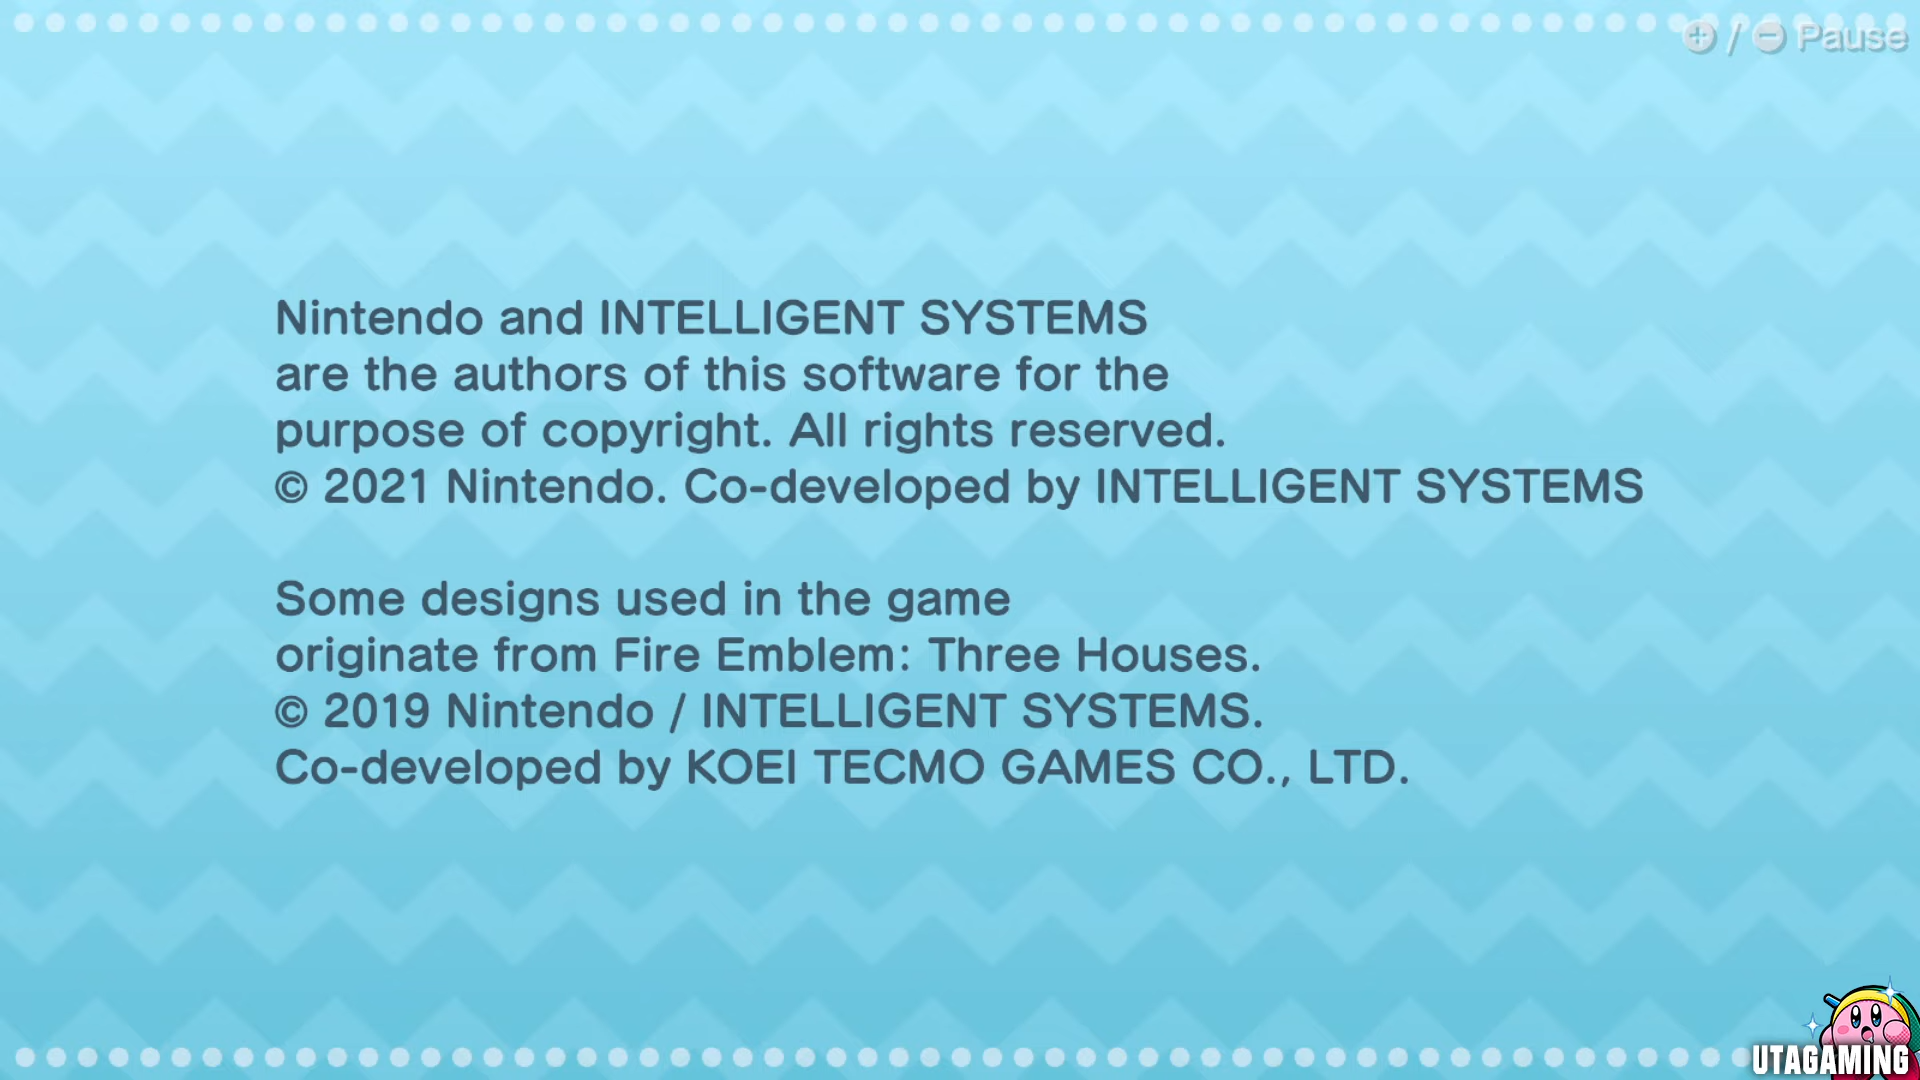 + / − Pause
Nintendo and INTELLIGENT SYSTEMS
are the authors of this software for the
purpose of copyright. All rights reserved.
© 2021 Nintendo. Co-developed by INTELLIGENT SYSTEMS
Some designs used in the game
originate from Fire Emblem: Three Houses.
© 2019 Nintendo / INTELLIGENT SYSTEMS.
Co-developed by KOEI TECMO GAMES CO., LTD.
UTAGAMING